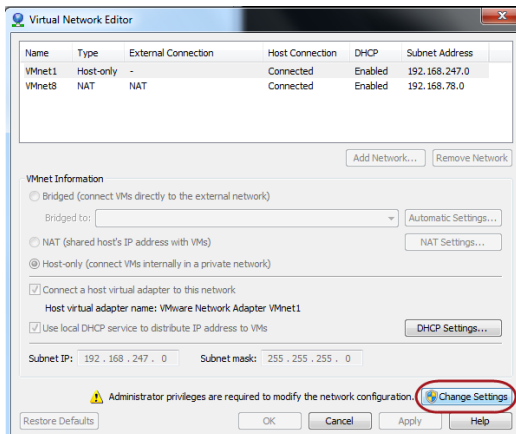 Virtual Network Editor
Name Type External Connection Host Connection DHCP Subnet Address
VMnet1 Host-only - Connected Enabled 192.168.247.0
VMnet8 NAT NAT Connected Enabled 192.168.78.0
Add Network... Remove Network
VMnet Information
Bridged (connect VMs directly to the external network)
Bridged to: Automatic Settings...
NAT (shared host's IP address with VMs) NAT Settings...
Host-only (connect VMs internally in a private network)
Connect a host virtual adapter to this network
Host virtual adapter name: VMware Network Adapter VMnet1
Use local DHCP service to distribute IP address to VMs DHCP Settings...
Subnet IP: 192 . 168 . 247 . 0 Subnet mask: 255 . 255 . 255 . 0
Administrator privileges are required to modify the network configuration. Change Settings
Restore Defaults OK Cancel Apply Help